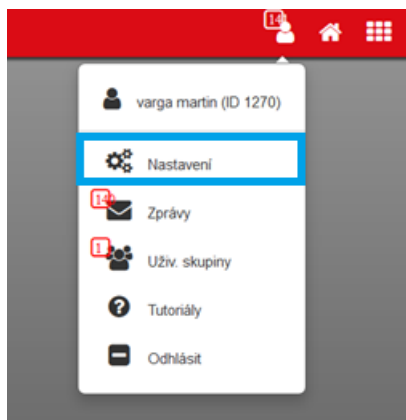 14
varga martin (ID 1270)
Nastavení
14
Zprávy
1
Uživ. skupiny
Tutoriály
Odhlásit